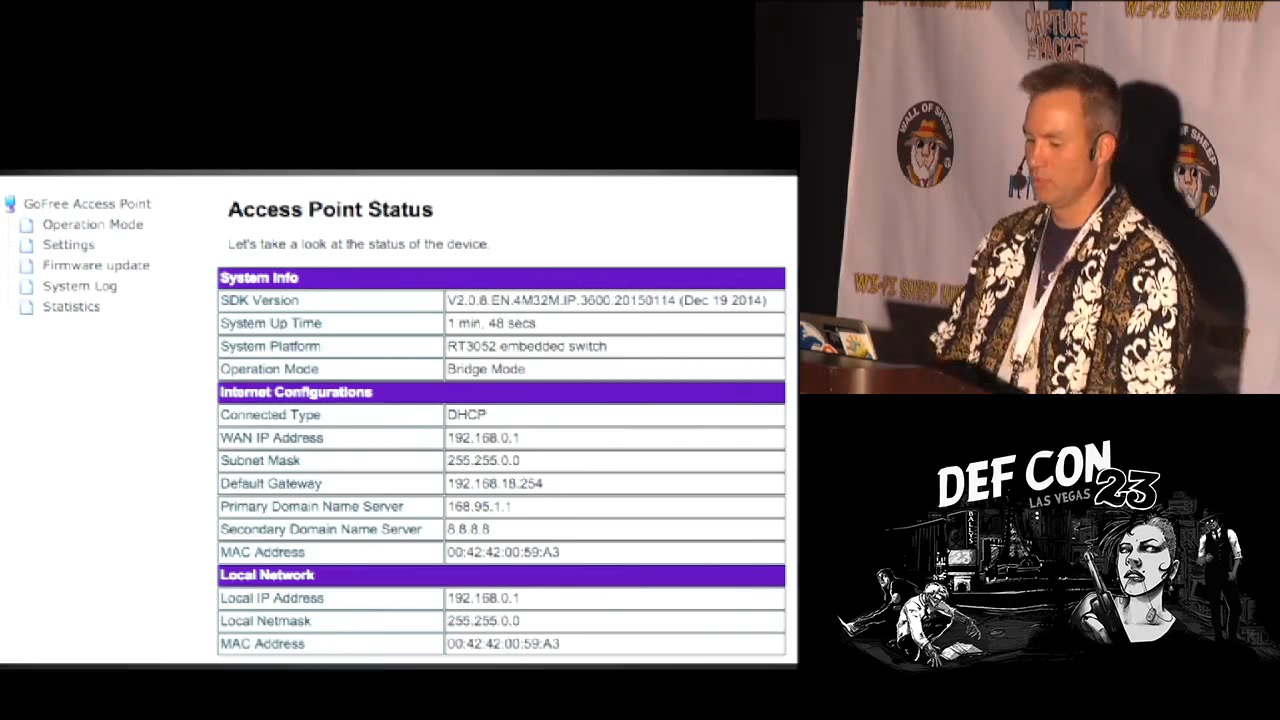 GoFree Access Point
Operation Mode
Settings
Firmware update
System Log
Statistics
Access Point Status
Let's take a look at the status of the device.
System Info
SDK Version V2.0.8.EN.4M32M.IP.3600.20150114 (Dec 19 2014)
System Up Time 1 min, 48 secs
System Platform RT3052 embedded switch
Operation Mode Bridge Mode
Internet Configurations
Connected Type DHCP
WAN IP Address 192.168.0.1
Subnet Mask 255.255.0.0
Default Gateway 192.168.18.254
Primary Domain Name Server 168.95.1.1
Secondary Domain Name Server 8.8.8.8
MAC Address 00:42:42:00:59:A3
Local Network
Local IP Address 192.168.0.1
Local Netmask 255.255.0.0
MAC Address 00:42:42:00:59:A3
WI-FI SHEEP HUNT
CAPTURE
THE
PACKET
WALL OF SHEEP
OF SHEEP
WI-FI SHEEP
DEF CON
LAS VEGAS 23
BALLY'S